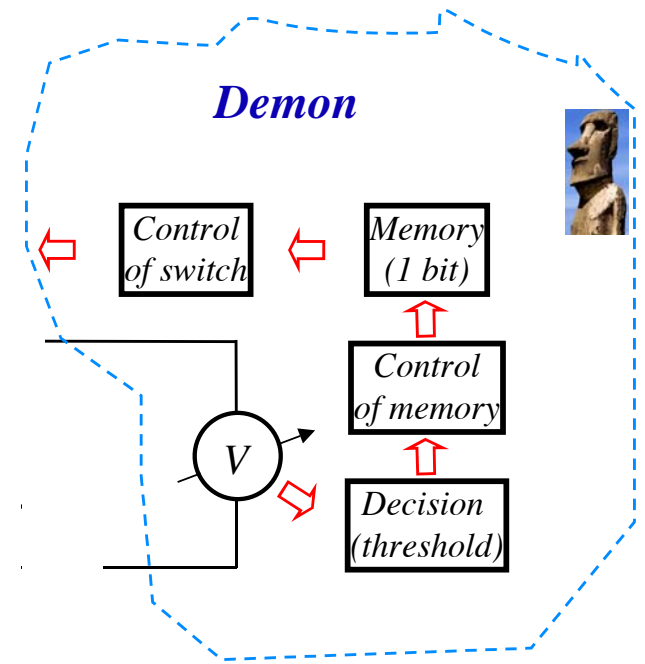 Demon
Control
of switch
Memory
(1 bit)
Control
of memory
V
Decision
(threshold)